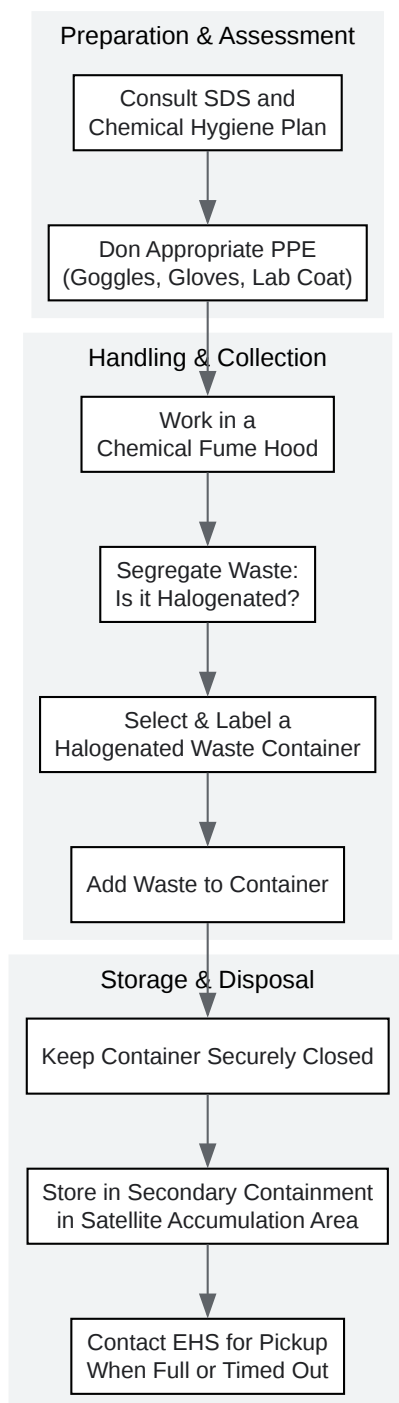 Preparation & Assessment
Consult SDS and
Chemical Hygiene Plan
Don Appropriate PPE
(Goggles, Gloves, Lab Coat)
Handling & Collection
Work in a
Chemical Fume Hood
Segregate Waste:
Is it Halogenated?
Select & Label a
Halogenated Waste Container
Add Waste to Container
Storage & Disposal
Keep Container Securely Closed
Store in Secondary Containment
in Satellite Accumulation Area
Contact EHS for Pickup
When Full or Timed Out